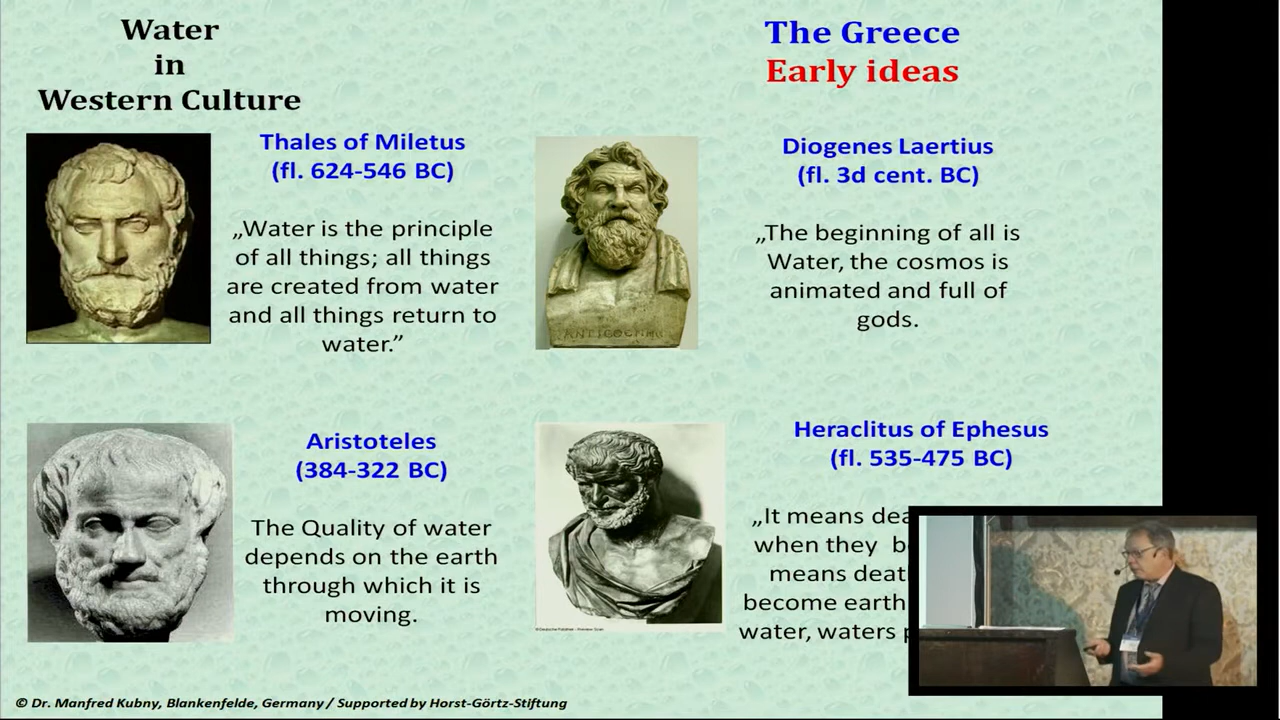 Water
in
Western Culture
The Greece
Early ideas
Thales of Miletus
(fl. 624-546 BC)
„Water is the principle
of all things; all things
are created from water
and all things return to
water.”
Diogenes Laertius
(fl. 3d cent. BC)
„The beginning of all is
Water, the cosmos is
animated and full of
gods.
ANTISθENHS
Aristoteles
(384-322 BC)
The Quality of water
depends on the earth
through which it is
moving.
Heraclitus of Ephesus
(fl. 535-475 BC)
„It means
when they
means
become earth
water, waters
© Dr. Manfred Kubny, Blankenfelde, Germany / Supported by Horst-Görtz-Stiftung